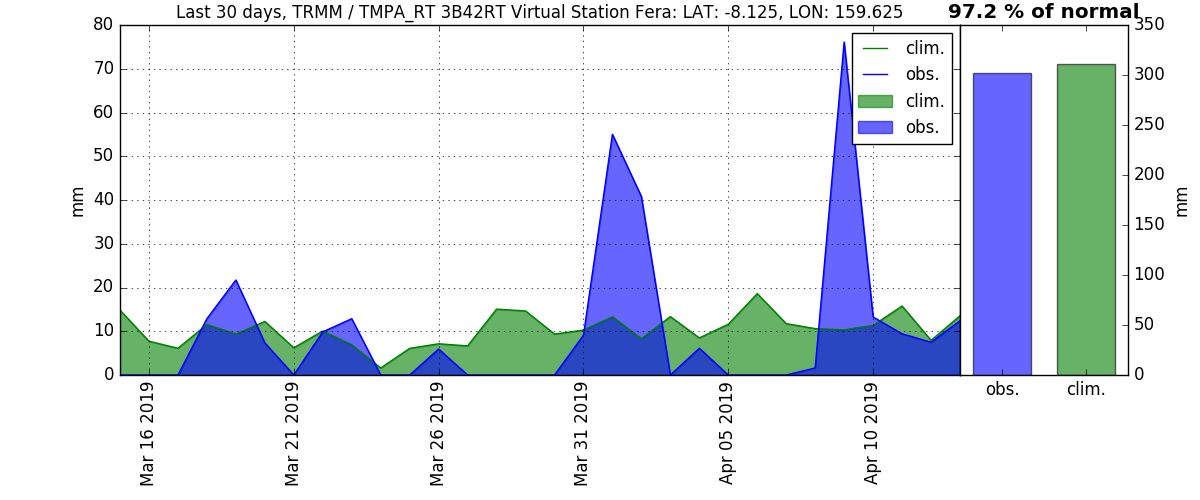 Last 30 days, TRMM / TMPA_RT 3B42RT Virtual Station Fera: LAT: -8.125, LON: 159.625
97.2 % of normal
80
70
60
50
40
30
20
10
0
mm
clim.
obs.
clim.
obs.
Mar 16 2019
Mar 21 2019
Mar 26 2019
Mar 31 2019
Apr 05 2019
Apr 10 2019
350
300
250
200
150
100
50
0
mm
obs.
clim.